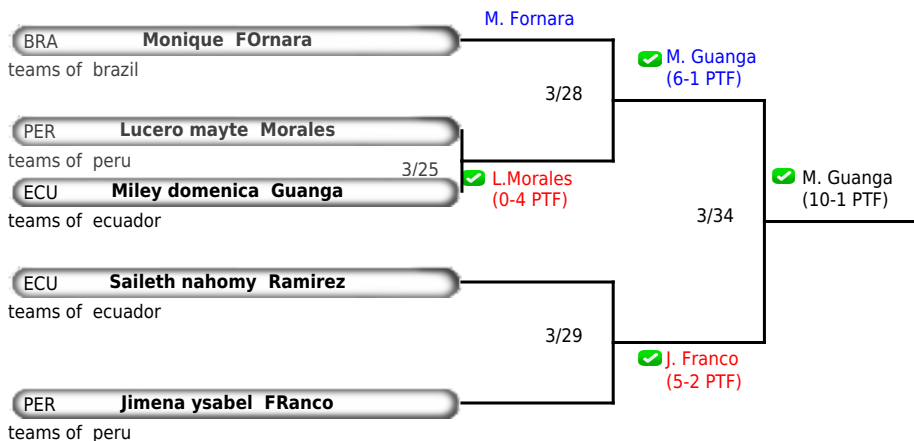 M. Fornara
BRA Monique FOrnara
teams of brazil
M. Guanga
(6-1 PTF)
3/28
PER Lucero mayte Morales
teams of peru
3/25
L.Morales
(0-4 PTF)
ECU Miley domenica Guanga
teams of ecuador
M. Guanga
(10-1 PTF)
3/34
ECU Saileth nahomy Ramirez
teams of ecuador
3/29
J. Franco
(5-2 PTF)
PER Jimena ysabel FRanco
teams of peru